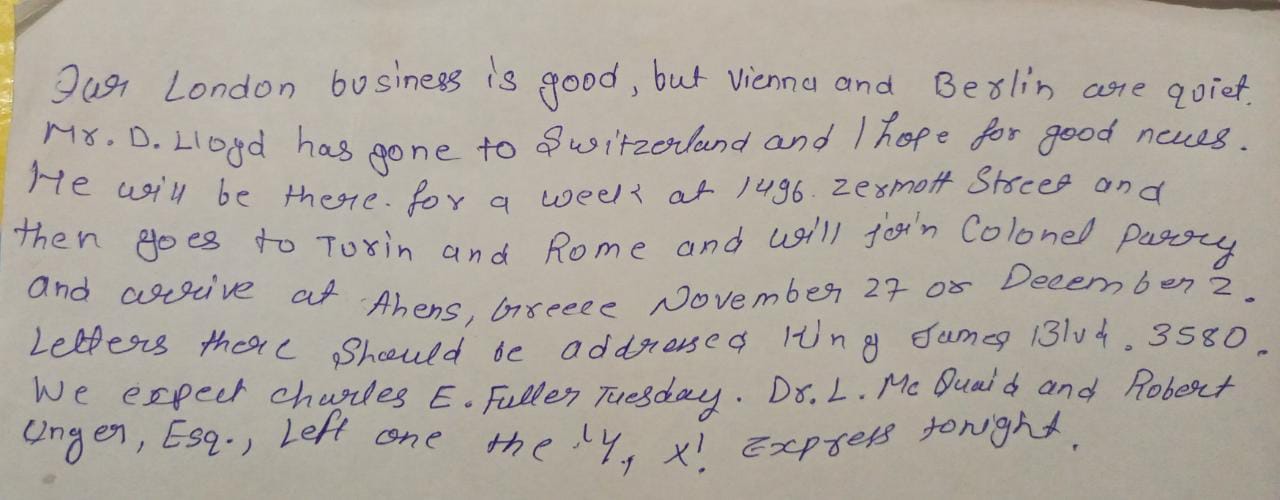 Our London business is good, but Vienna and Berlin are quiet.
Mr. D. Lloyd has gone to Switzerland and I hope for good news.
He will be there. for a week at 1496. Zermott Street and
then goes to Turin and Rome and will join Colonel Parry
and arrive at Ahens, Greece November 27 or December 2.
Letters there Should be addressed King James Blvd. 3580.
We expect Charles E. Fuller Tuesday. Dr. L. Mc Quaid and Robert
Unger, Esq., Left one the 'Y, X! Express tonight.